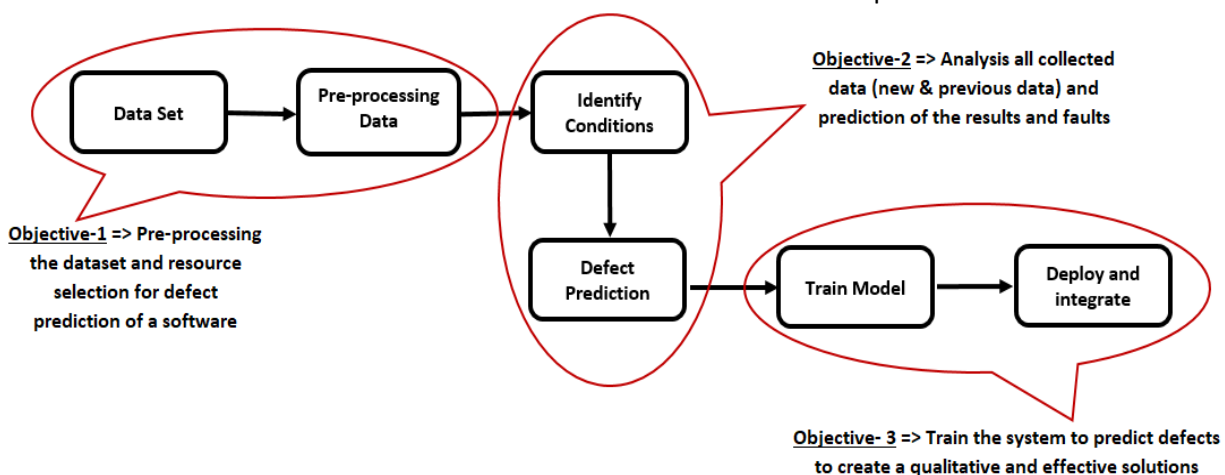 Data Set
Pre-processing
Data
Identify
Conditions
Objective-2 => Analysis all collected
data (new & previous data) and
prediction of the results and faults
Objective-1 => Pre-processing
the dataset and resource
selection for defect
prediction of a software
Defect
Prediction
Train Model
Deploy and
integrate
Objective- 3 => Train the system to predict defects
to create a qualitative and effective solutions